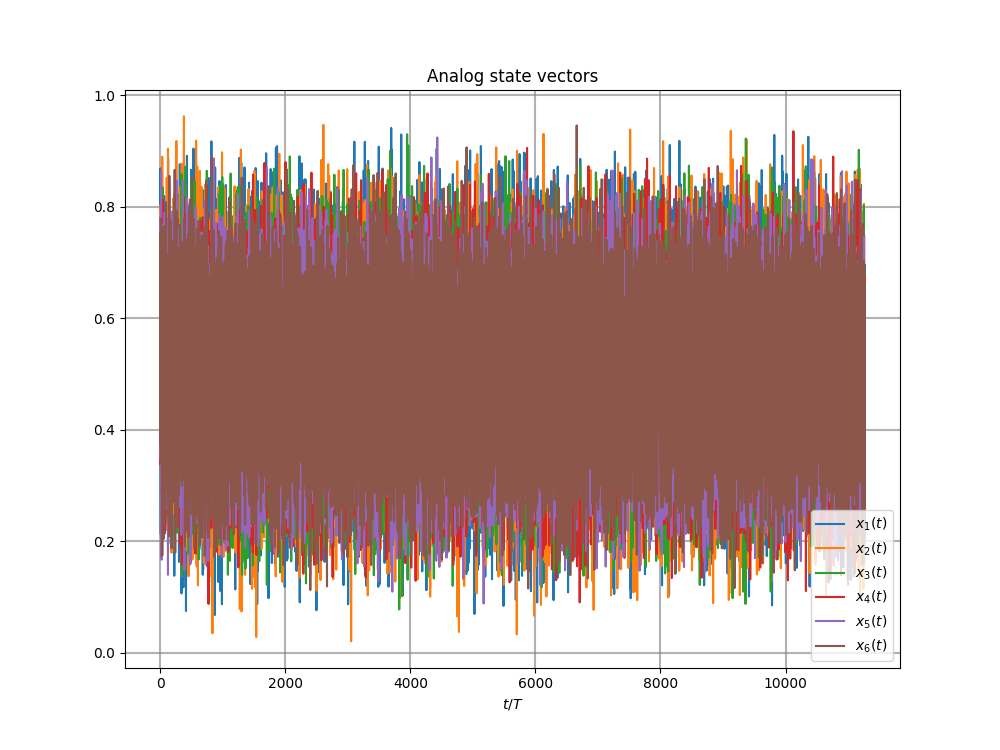 Analog state vectors
1.0
0.8
0.6
0.4
0.2
0.0
0 2000 4000 6000 8000 10000
t/T
x₁(t)
x₂(t)
x₃(t)
x₄(t)
x₅(t)
x₆(t)